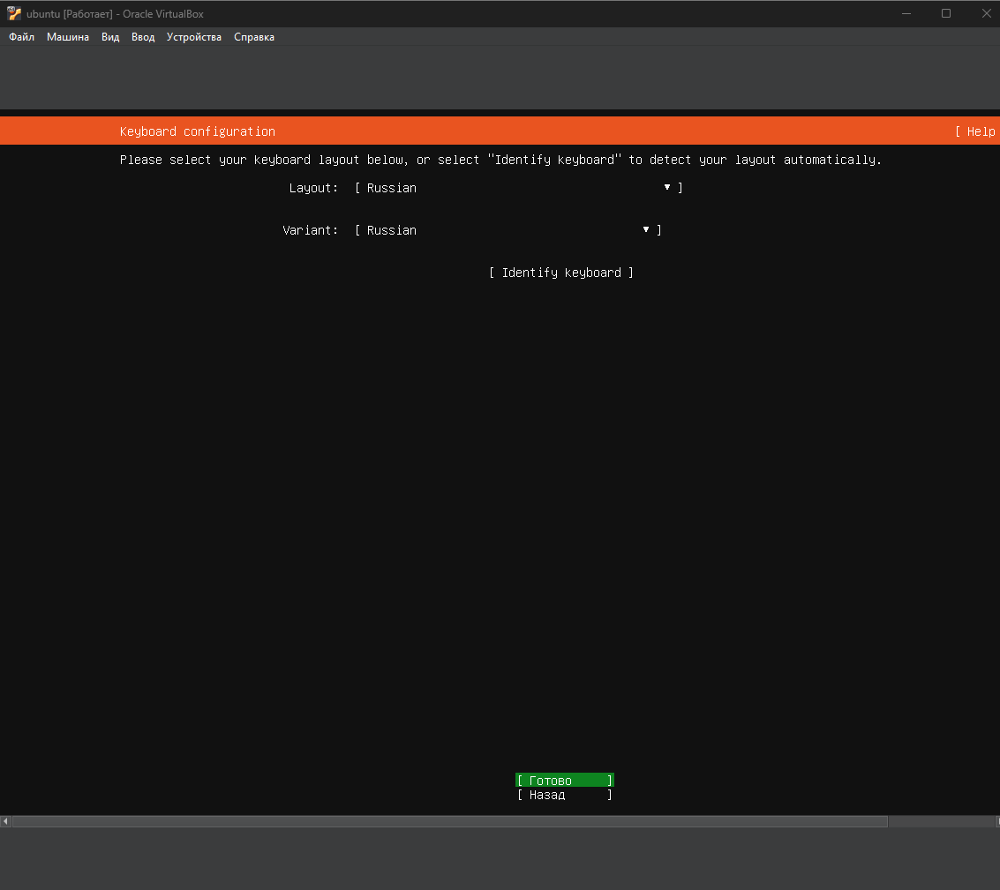 ubuntu [Работает] - Oracle VirtualBox
Файл Машина Вид Ввод Устройства Справка
Keyboard configuration [ Help
Please select your keyboard layout below, or select "Identify keyboard" to detect your layout automatically.
Layout: [ Russian ▼ ]
Variant: [ Russian ▼ ]
[ Identify keyboard ]
[ Готово ]
[ Назад ]